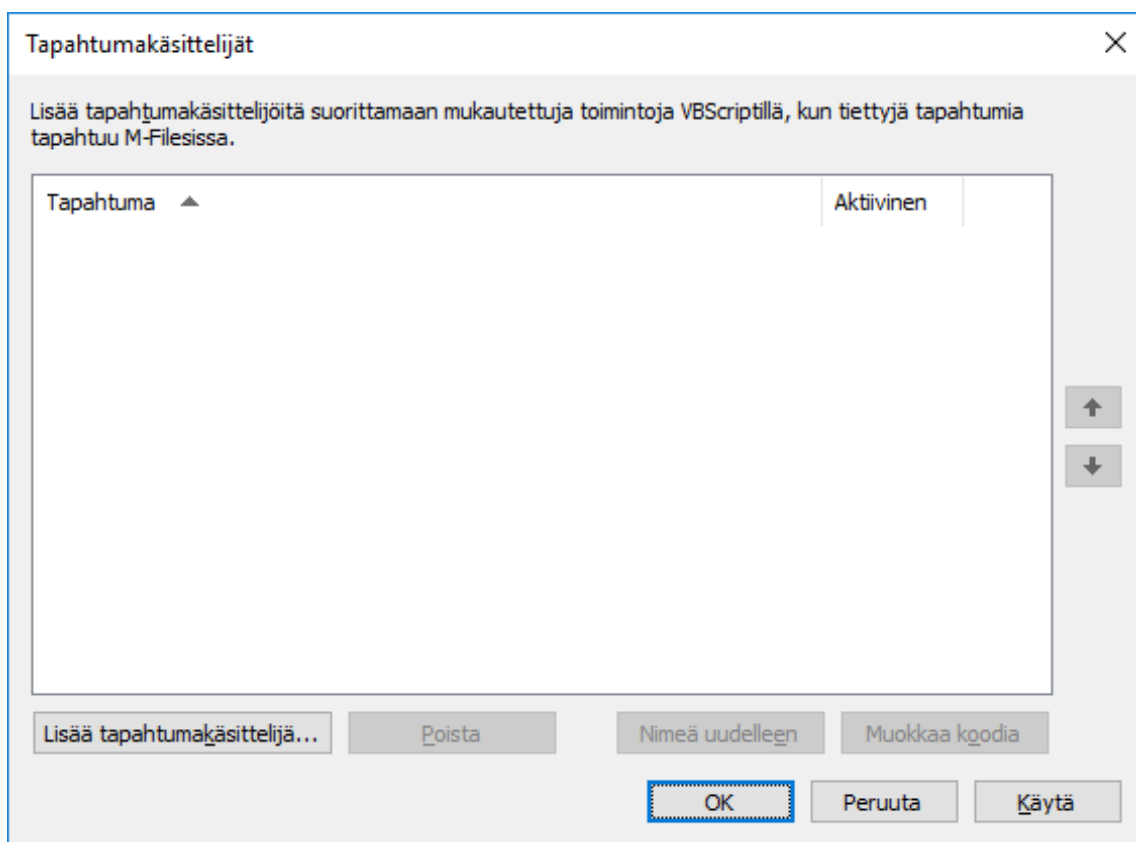 Tapahtumakäsittelijät
Lisää tapahtumakäsittelijöitä suorittamaan mukautettuja toimintoja VBScriptillä, kun tiettyjä tapahtumia
tapahtuu M-Filesissa.
Tapahtuma Aktiivinen
Lisää tapahtumakäsittelijä... Poista Nimeä uudelleen Muokkaa koodia
OK Peruuta Käytä